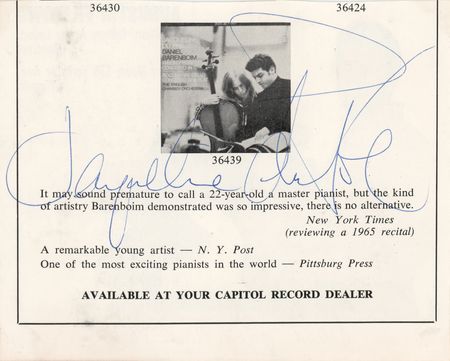 36430 36424
DANIEL
BARENBOIM
THE ENGLISH
CHAMBER ORCHESTRA
36439
Jacqueline du Pré
It may sound premature to call a 22-year-old a master pianist, but the kind
of artistry Barenboim demonstrated was so impressive, there is no alternative.
New York Times
(reviewing a 1965 recital)
A remarkable young artist — N. Y. Post
One of the most exciting pianists in the world — Pittsburg Press
AVAILABLE AT YOUR CAPITOL RECORD DEALER